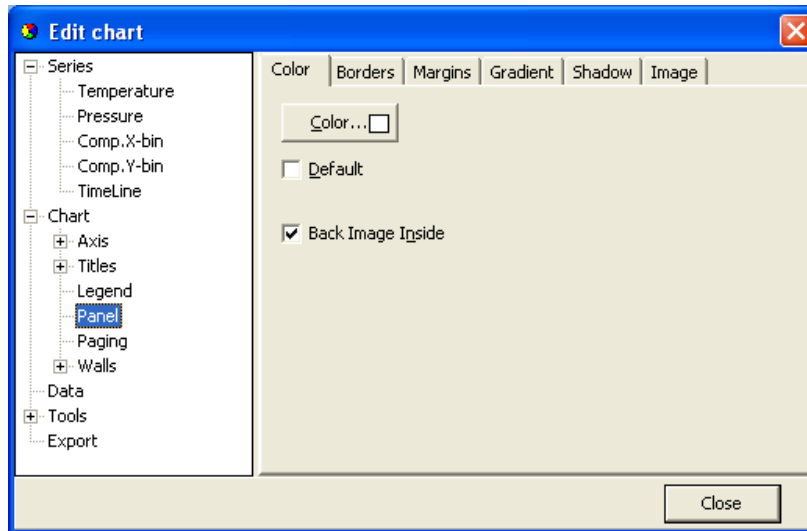 Edit chart
Series
Temperature
Pressure
Comp.X-bin
Comp.Y-bin
TimeLine
Chart
Axis
Titles
Legend
Panel
Paging
Walls
Data
Tools
Export
Color Borders Margins Gradient Shadow Image
Color...
Default
Back Image Inside
Close